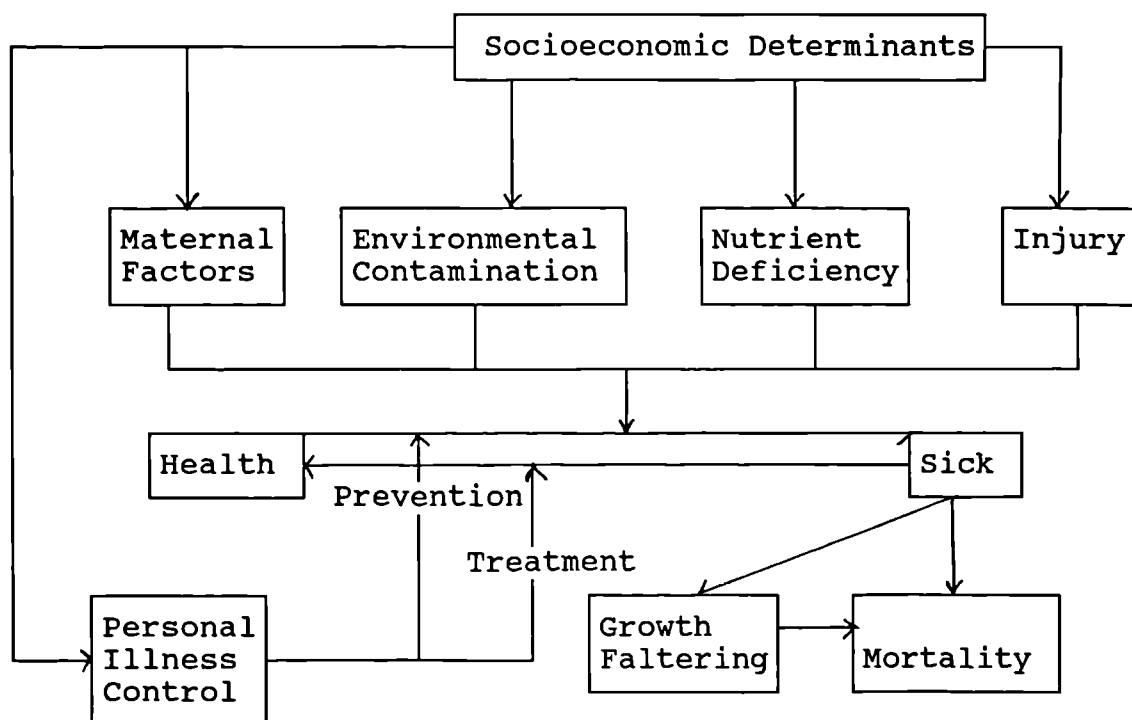 Socioeconomic Determinants
Maternal
Factors
Environmental
Contamination
Nutrient
Deficiency
Injury
Health
Sick
Prevention
Treatment
Personal
Illness
Control
Growth
Faltering
Mortality